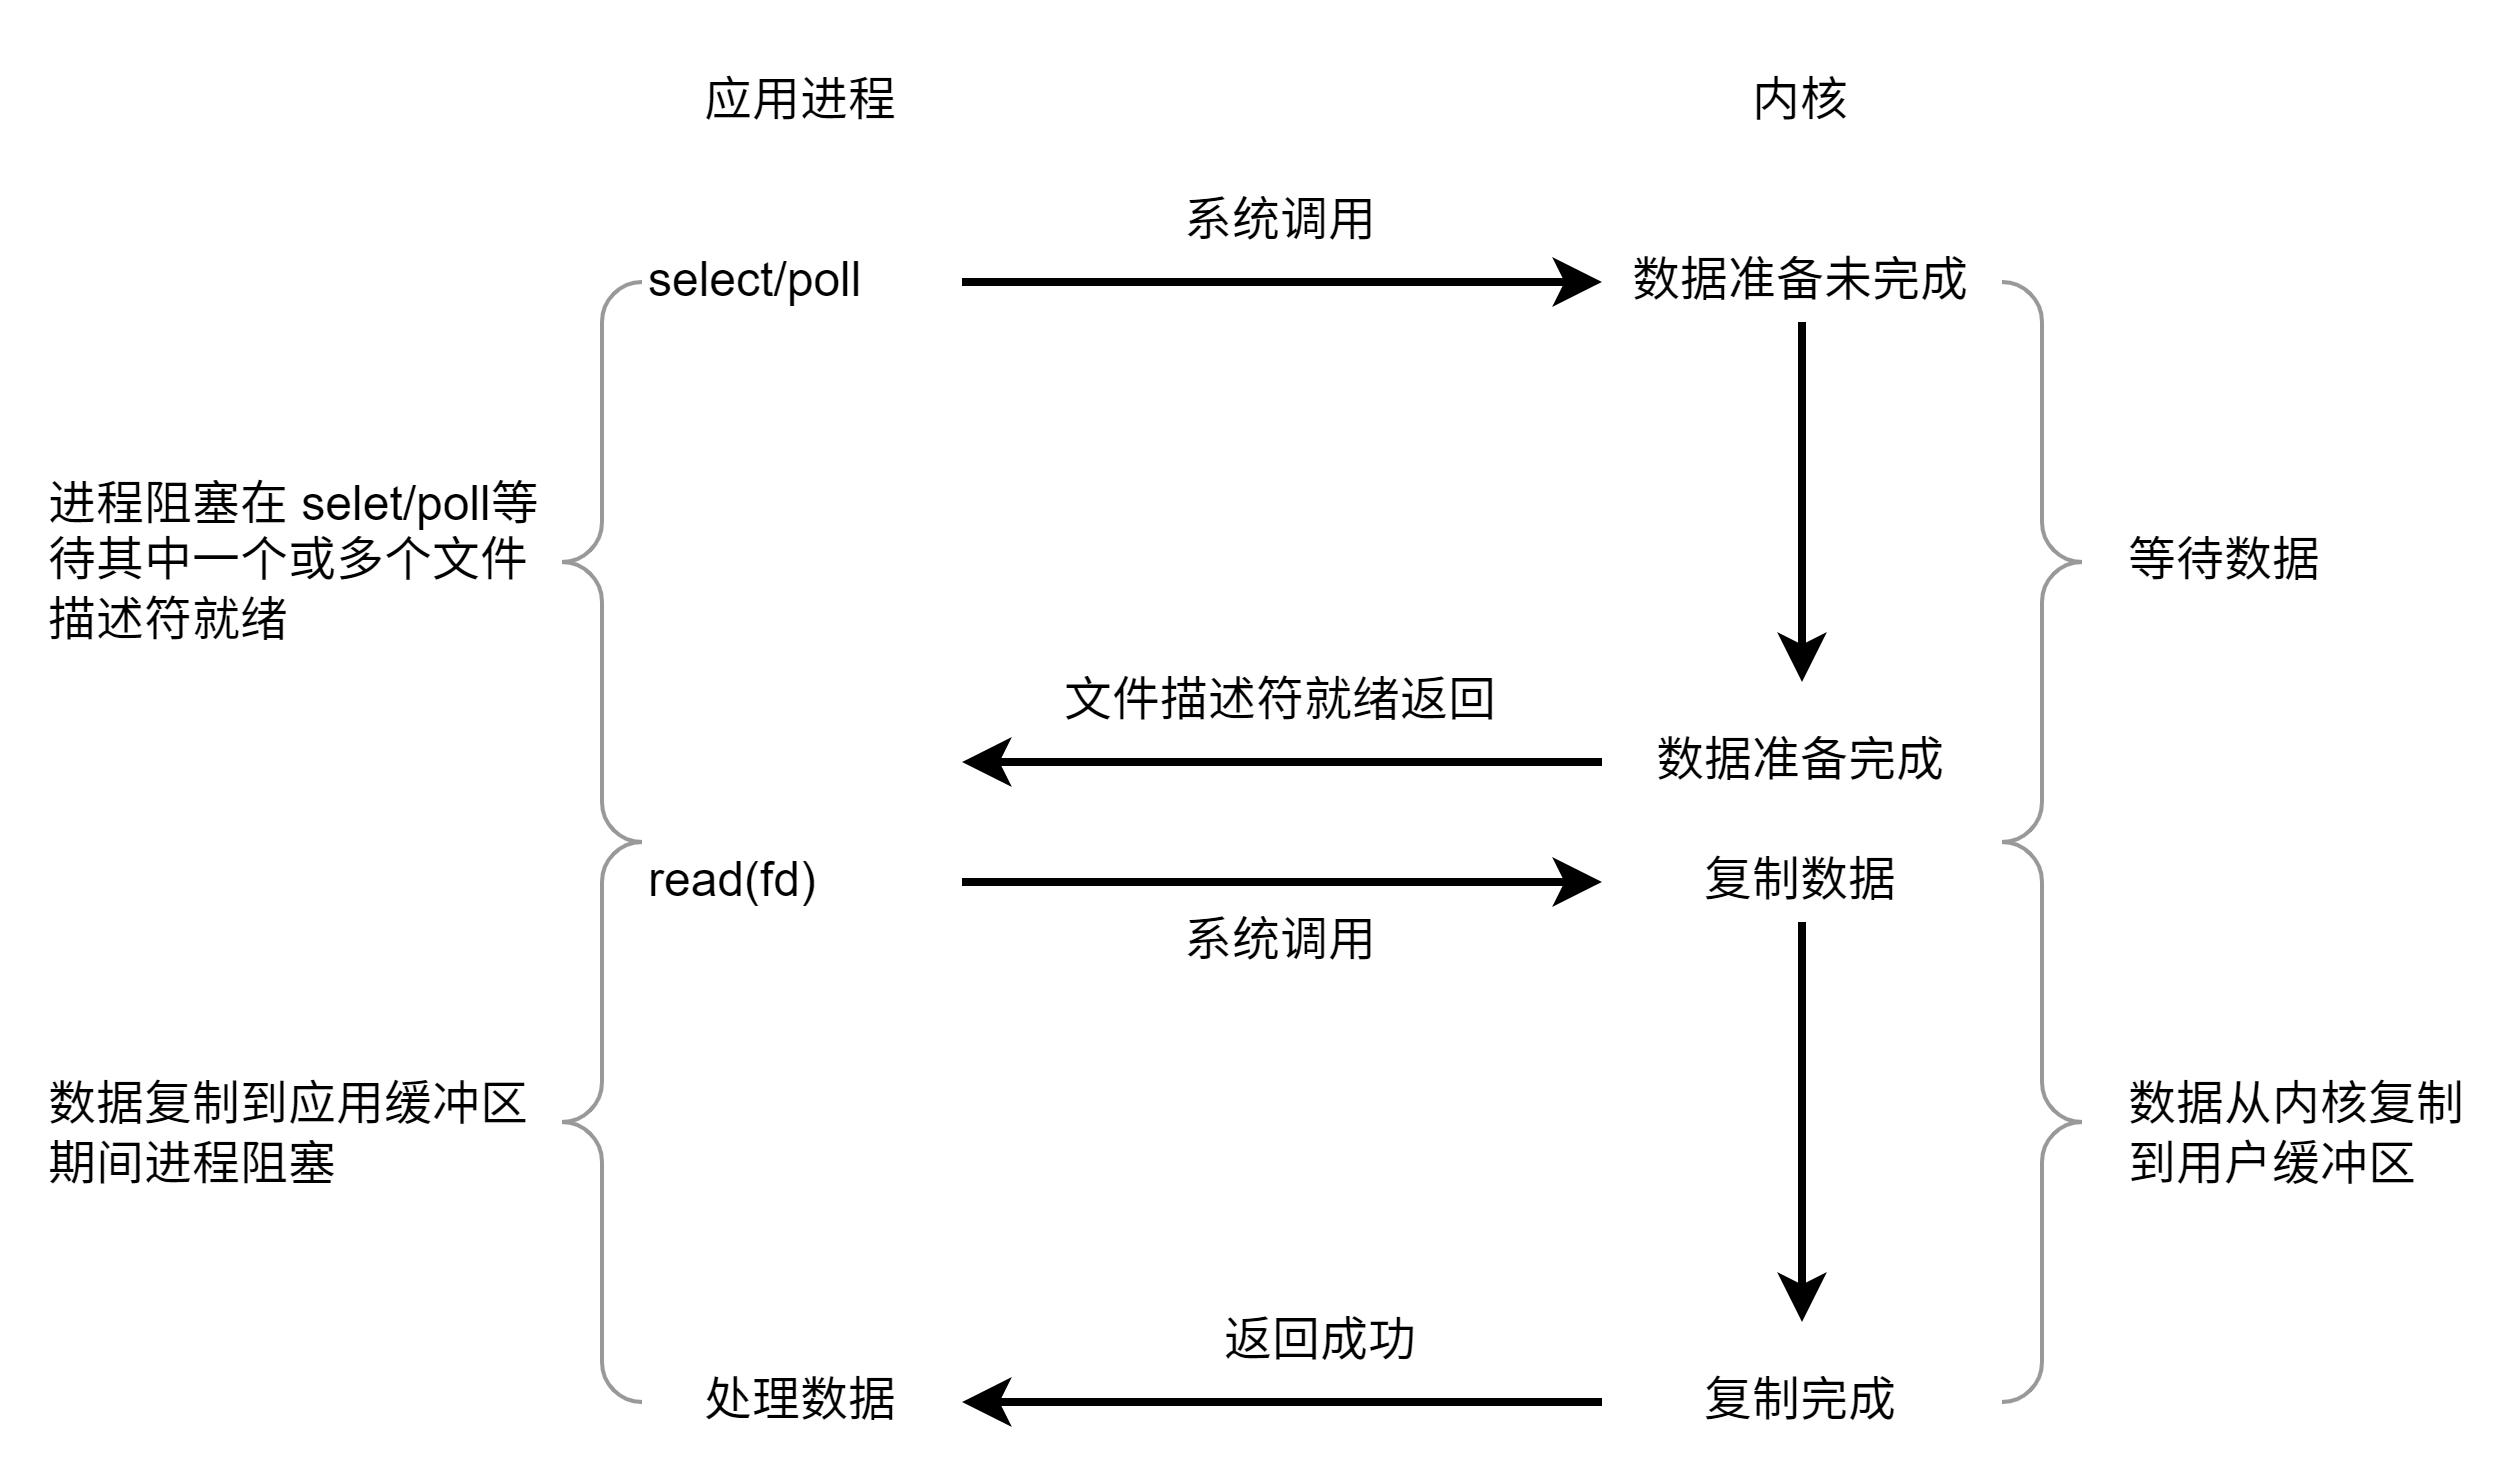 应用进程
内核
系统调用
select/poll
数据准备未完成
进程阻塞在 selet/poll等
待其中一个或多个文件
描述符就绪
等待数据
文件描述符就绪返回
数据准备完成
read(fd)
复制数据
系统调用
数据复制到应用缓冲区
期间进程阻塞
数据从内核复制
到用户缓冲区
返回成功
处理数据
复制完成